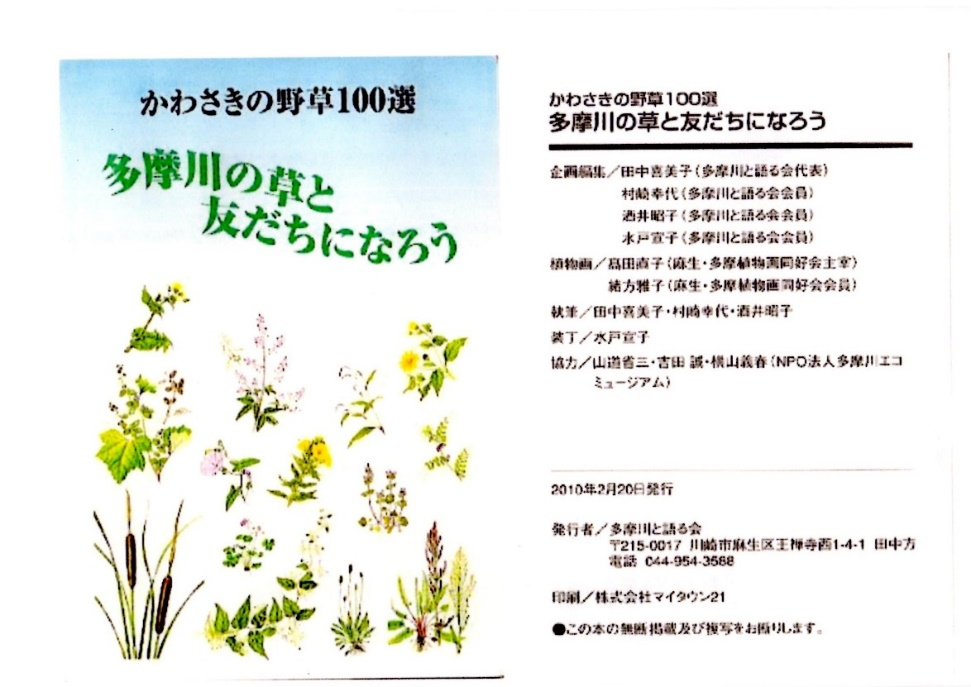 かわさきの野草100選
多摩川の草と
友だちになろう
かわさきの野草100選
多摩川の草と友だちになろう
企画編集／田中喜美子（多摩川と語る会代表）
村崎幸代（多摩川と語る会会員）
酒井昭子（多摩川と語る会会員）
水戸宣子（多摩川と語る会会員）
植物画／島田直子（麻生・多摩植物画同好会主宰）
緒方雅子（麻生・多摩植物画同好会会員）
執筆／田中喜美子・村崎幸代・酒井昭子
装丁／水戸宣子
協力／山道省三・吉田 誠・横山義春（NPO法人多摩川エコ
ミュージアム）
2010年2月20日発行
発行者／多摩川と語る会
〒215-0017 川崎市麻生区王禅寺西1-4-1 田中方
電話 044-954-3588
印刷／株式会社マイタウン21
●この本の無断掲載及び複写をお断りします。